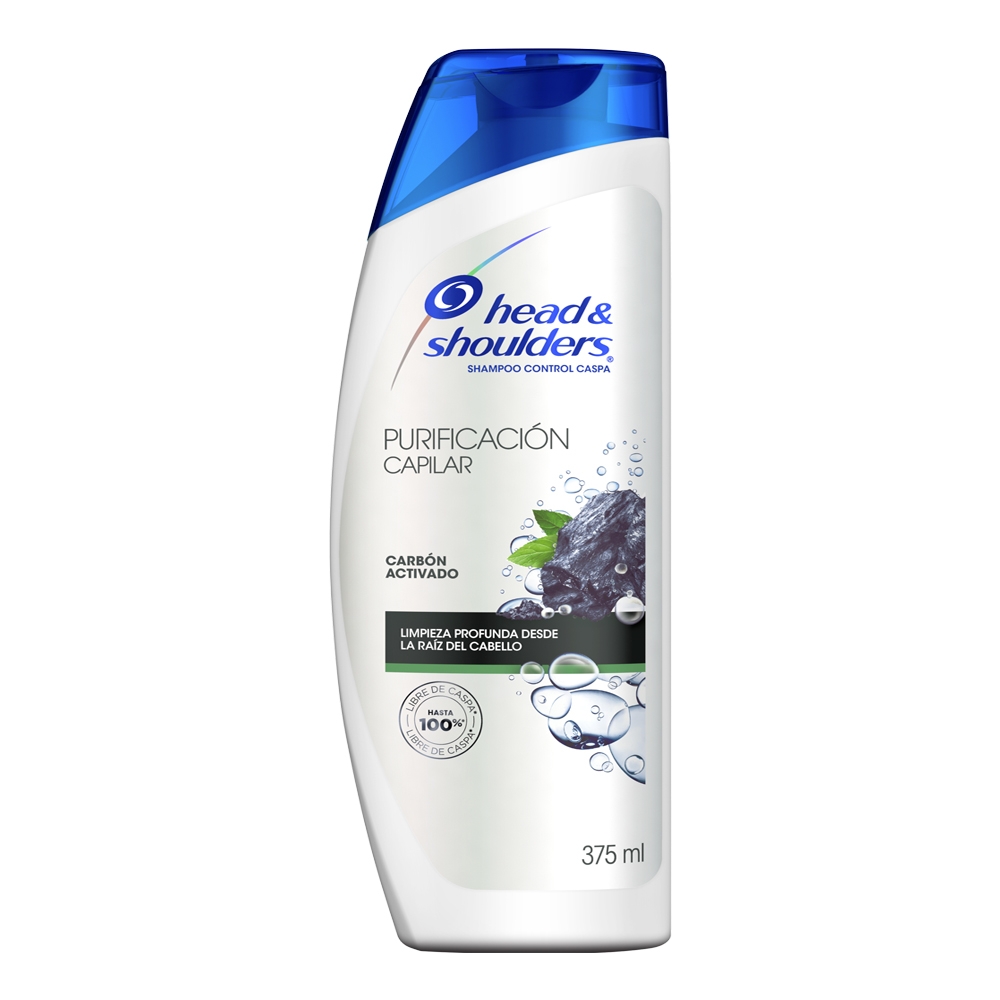 head &
shoulders®
SHAMPOO CONTROL CASPA
PURIFICACIÓN
CAPILAR
CARBÓN
ACTIVADO
LIMPIEZA PROFUNDA DESDE
LA RAÍZ DEL CABELLO
LIBRE DE CASPA*
HASTA
100%*
LIBRE DE CASPA*
375 ml